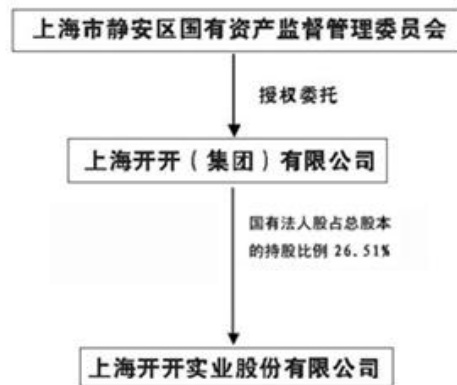 上海市静安区国有资产监督管理委员会
授权委托
上海开开（集团）有限公司
国有法人股占总股本
的持股比例 26.51%
上海开开实业股份有限公司